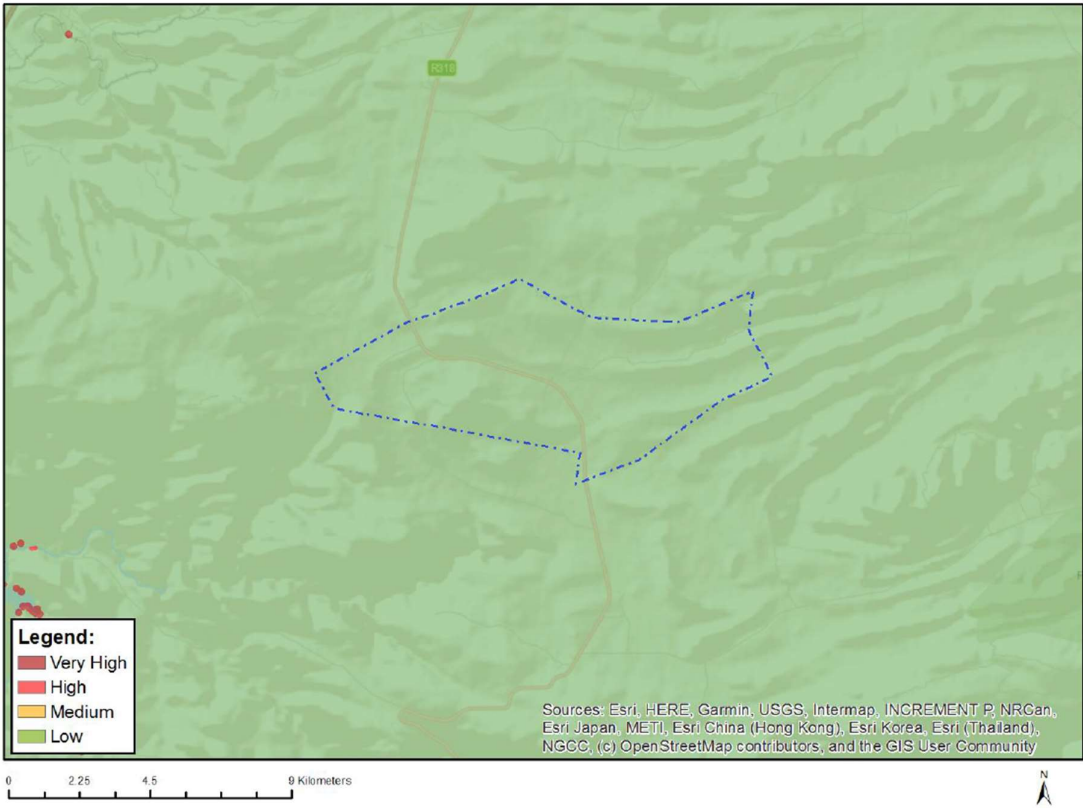 R318
Legend:
Very High
High
Medium
Low
Sources: Esri, HERE, Garmin, USGS, Intermap, INCREMENT P, NRCan,
Esri Japan, METI, Esri China (Hong Kong), Esri Korea, Esri (Thailand),
NGCC, (c) OpenStreetMap contributors, and the GIS User Community
0 2.25 4.5 9 Kilometers
N